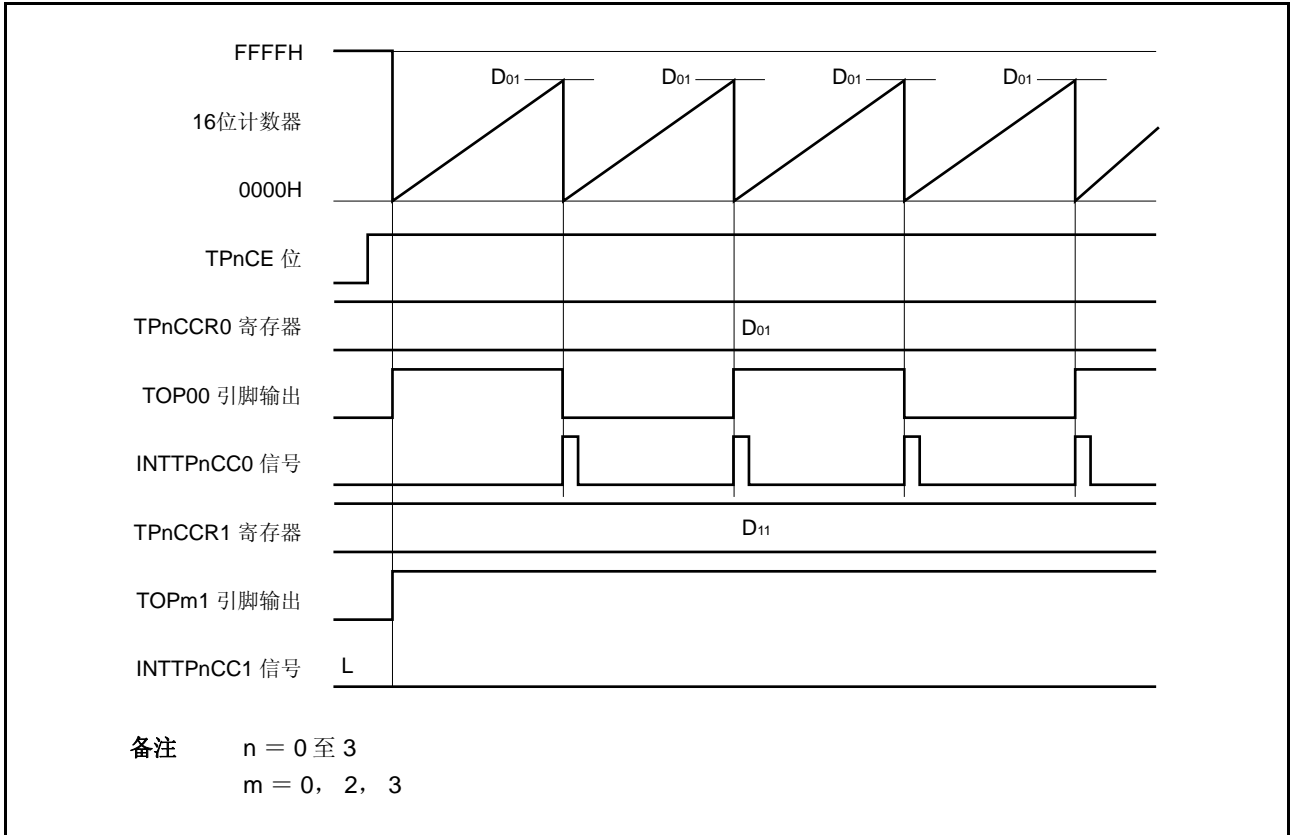 FFFFH
D01 D01 D01 D01
16位计数器
0000H
TPnCE 位
TPnCCR0 寄存器
D01
TOP00 引脚输出
INTTPnCC0 信号
TPnCCR1 寄存器
D11
TOPm1 引脚输出
INTTPnCC1 信号 L
备注 n = 0 至 3
m = 0， 2， 3